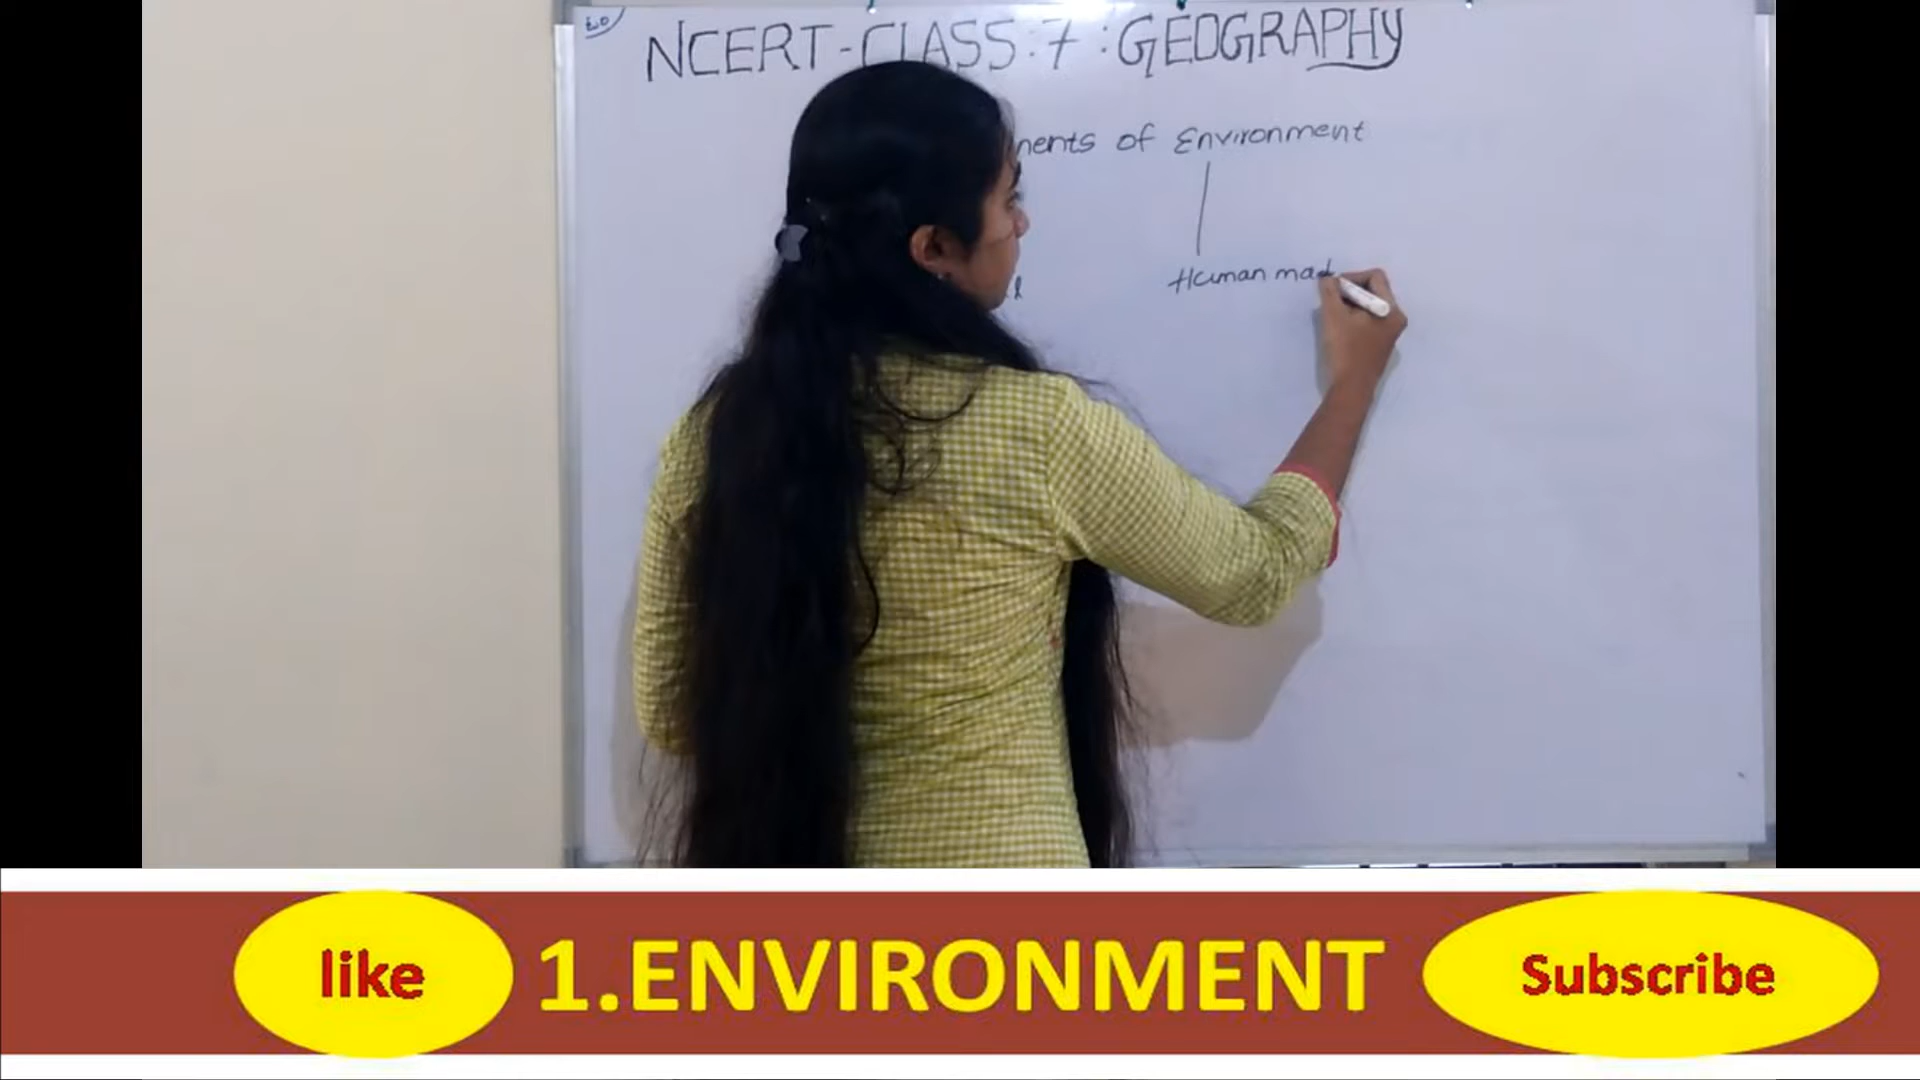 NCERT-CLASS:7:GEOGRAPHY
nents of Environment
Human mad
like
1.ENVIRONMENT
Subscribe